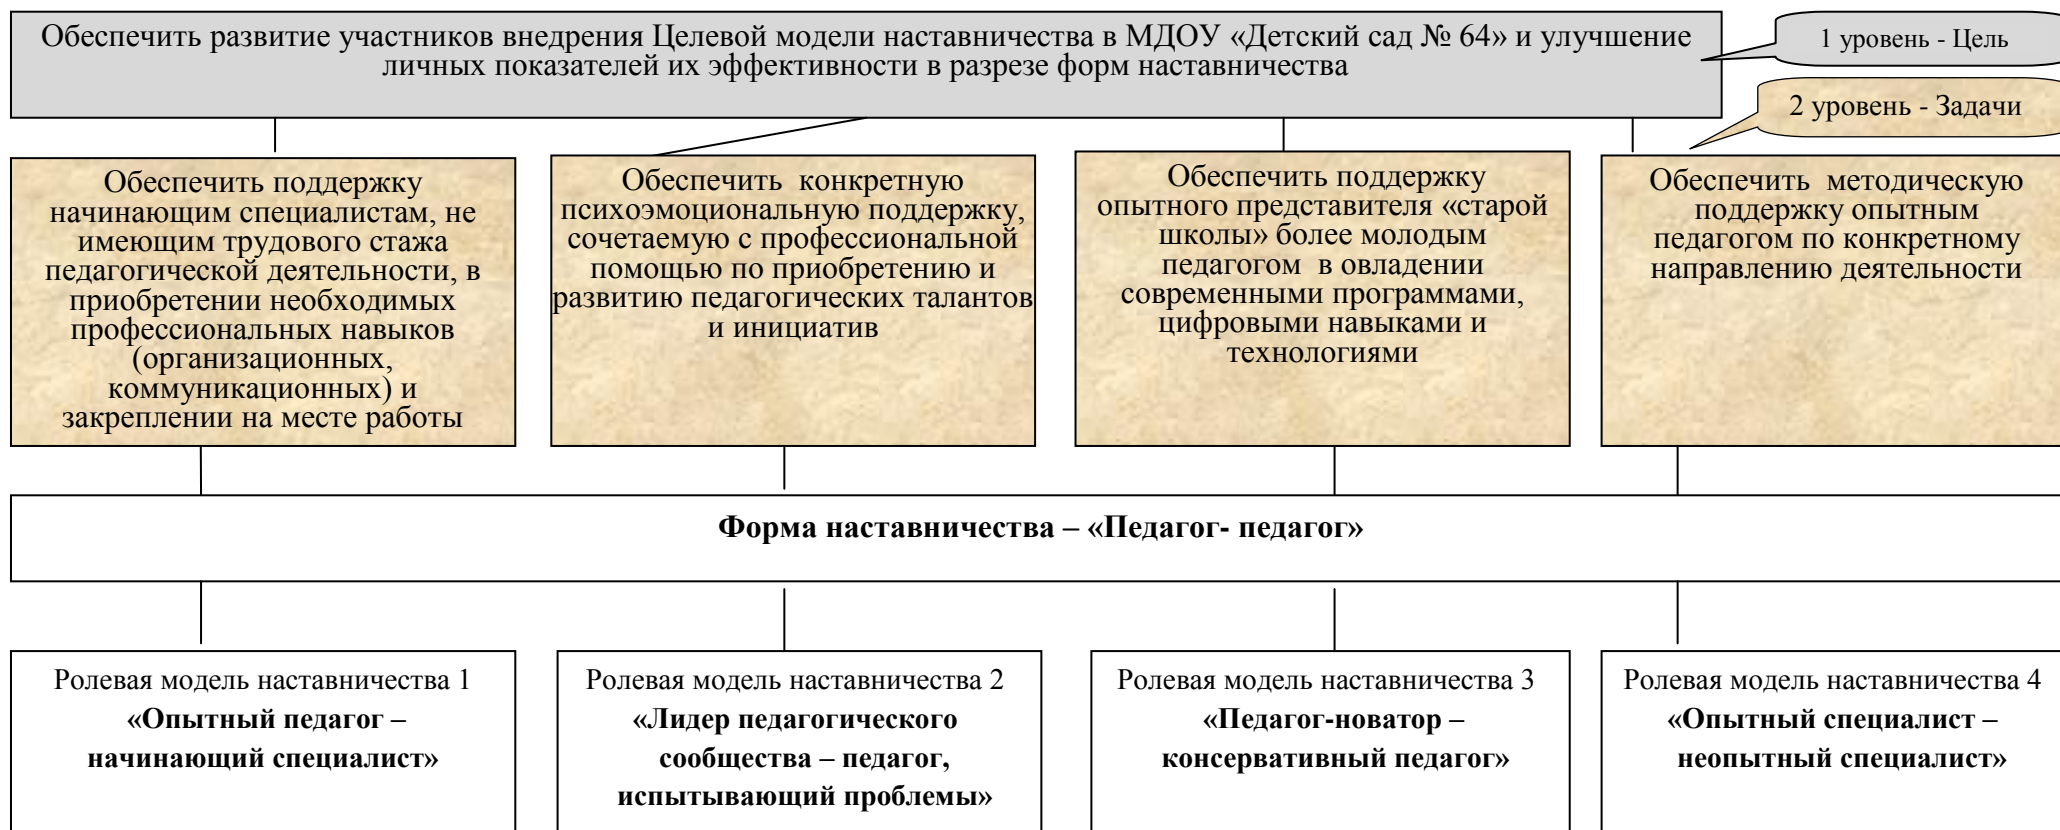 Обеспечить развитие участников внедрения Целевой модели наставничества в МДОУ «Детский сад № 64» и улучшение
личных показателей их эффективности в разрезе форм наставничества
1 уровень - Цель
2 уровень - Задачи
Обеспечить поддержку
начинающим специалистам, не
имеющим трудового стажа
педагогической деятельности, в
приобретении необходимых
профессиональных навыков
(организационных,
коммуникационных) и
закреплении на месте работы
Обеспечить конкретную
психоэмоциональную поддержку,
сочетаемую с профессиональной
помощью по приобретению и
развитию педагогических талантов
и инициатив
Обеспечить поддержку
опытного представителя «старой
школы» более молодым
педагогом в овладении
современными программами,
цифровыми навыками и
технологиями
Обеспечить методическую
поддержку опытным
педагогом по конкретному
направлению деятельности
Форма наставничества – «Педагог- педагог»
Ролевая модель наставничества 1
«Опытный педагог –
начинающий специалист»
Ролевая модель наставничества 2
«Лидер педагогического
сообщества – педагог,
испытывающий проблемы»
Ролевая модель наставничества 3
«Педагог-новатор –
консервативный педагог»
Ролевая модель наставничества 4
«Опытный специалист –
неопытный специалист»